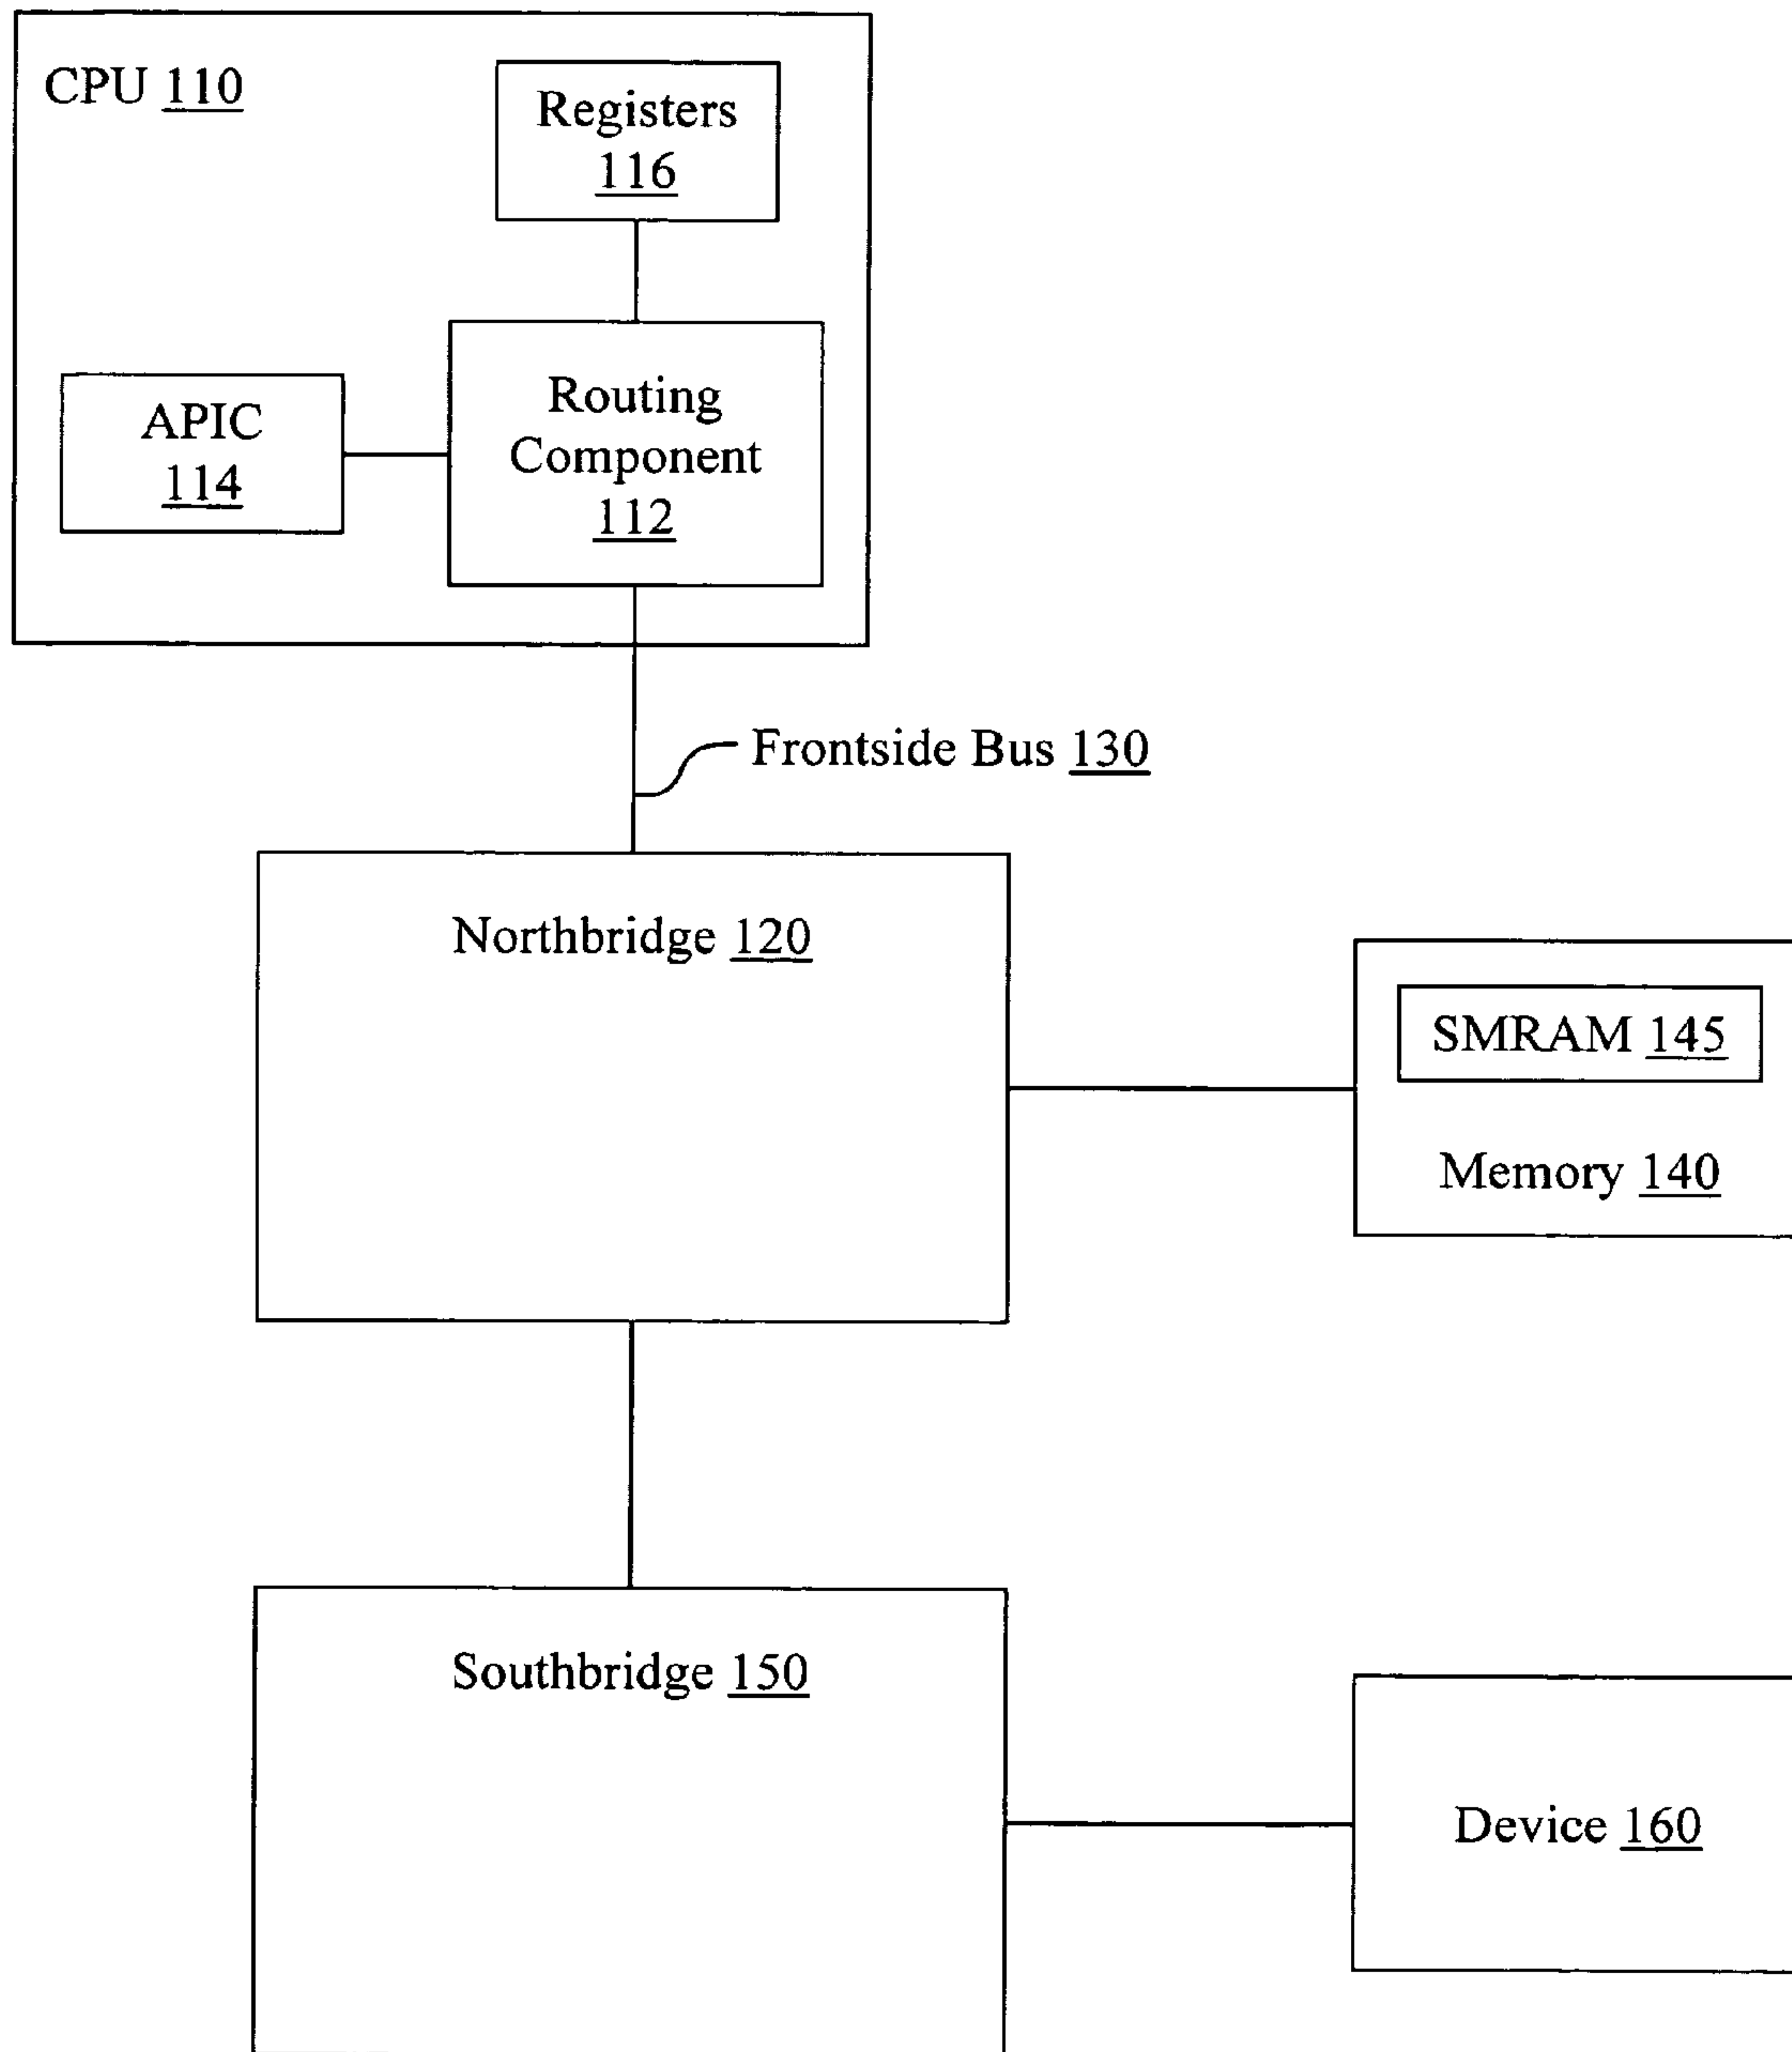 CPU 110
Registers
116
APIC
114
Routing
Component
112
Frontside Bus 130
Northbridge 120
SMRAM 145
Memory 140
Southbridge 150
Device 160